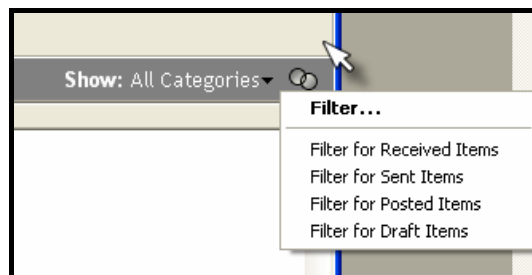 Show: All Categories
Filter...
Filter for Received Items
Filter for Sent Items
Filter for Posted Items
Filter for Draft Items